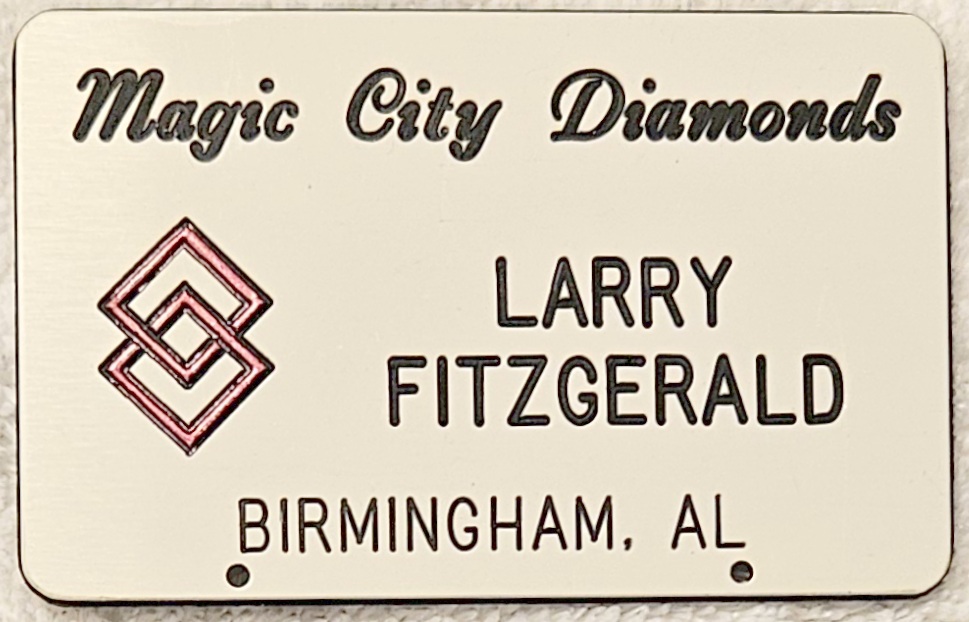 Magic City Diamonds
LARRY
FITZGERALD
BIRMINGHAM, AL